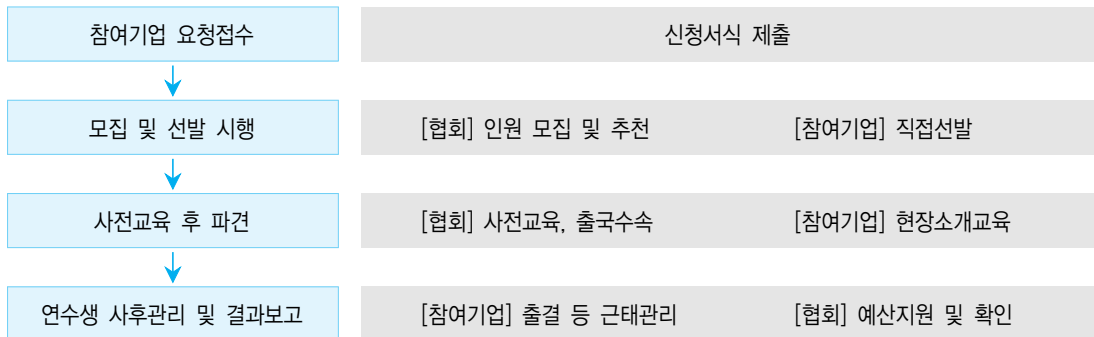 참여기업 요청접수 신청서식 제출
모집 및 선발 시행 [협회] 인원 모집 및 추천 [참여기업] 직접선발
사전교육 후 파견 [협회] 사전교육, 출국수속 [참여기업] 현장소개교육
연수생 사후관리 및 결과보고 [참여기업] 출결 등 근태관리 [협회] 예산지원 및 확인